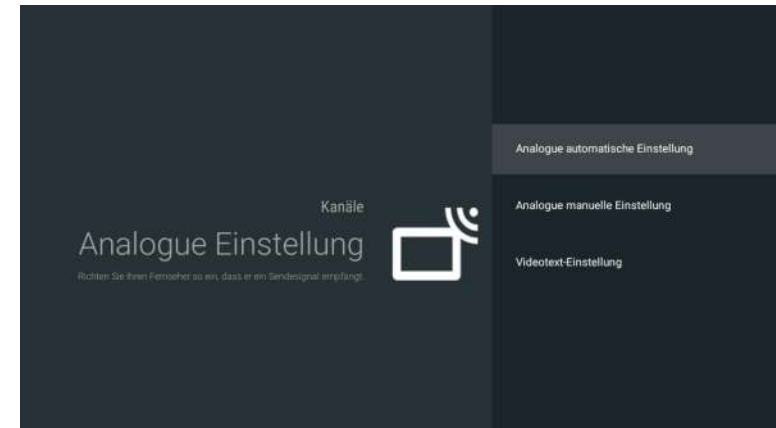 Kanäle
Analogue Einstellung
Richten Sie Ihren Fernseher so ein, dass er ein Sendesignal empfängt.
Analogue automatische Einstellung
Analogue manuelle Einstellung
Videotext-Einstellung